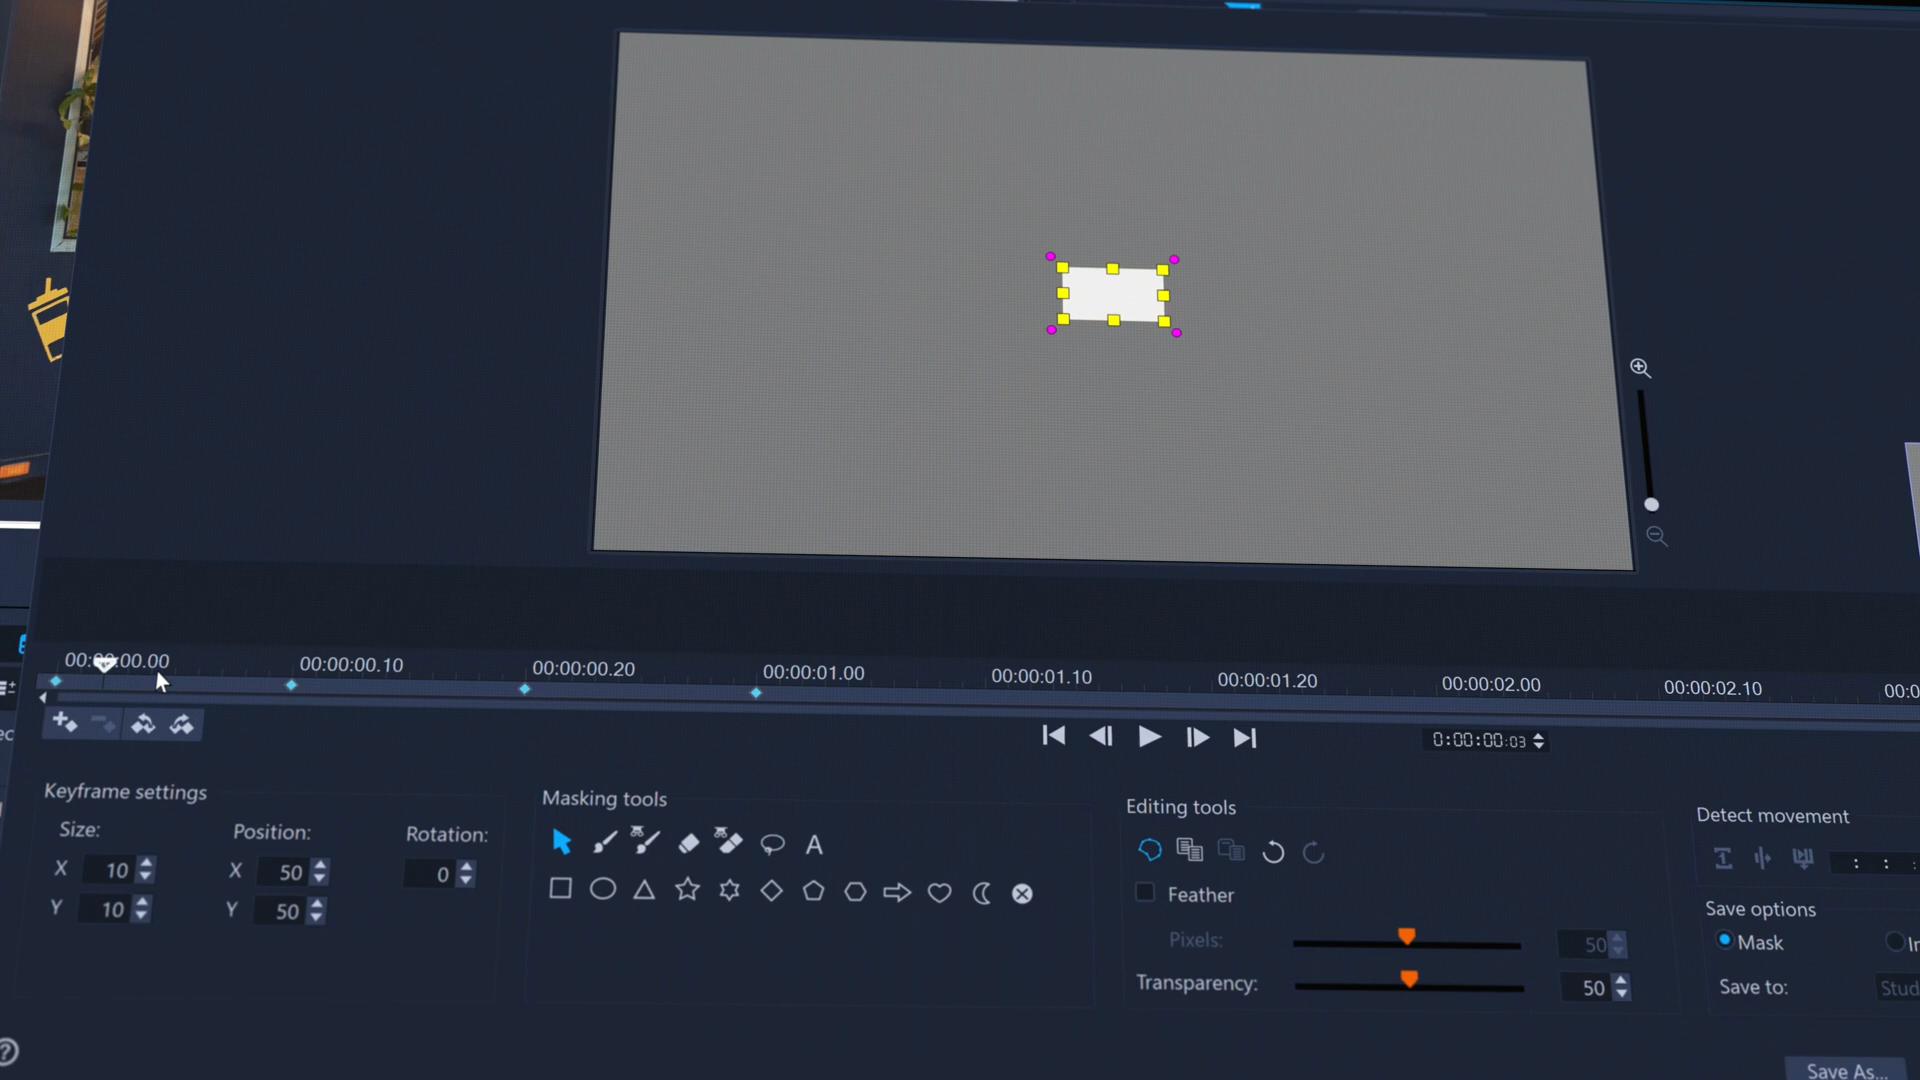 00:00:00.00 00:00:00.10 00:00:00.20 00:00:01.00 00:00:01.10 00:00:01.20 00:00:02.00 00:00:02.10 00:0
0:00:00:03
Keyframe settings
Size:
Position:
Rotation:
X 10
X 50
0
Y 10
Y 50
Masking tools
A
Editing tools
Feather
Pixels: 50
Transparency: 50
Detect movement
: : :
Save options
Mask
In
Save to: Stud
Save As...
?